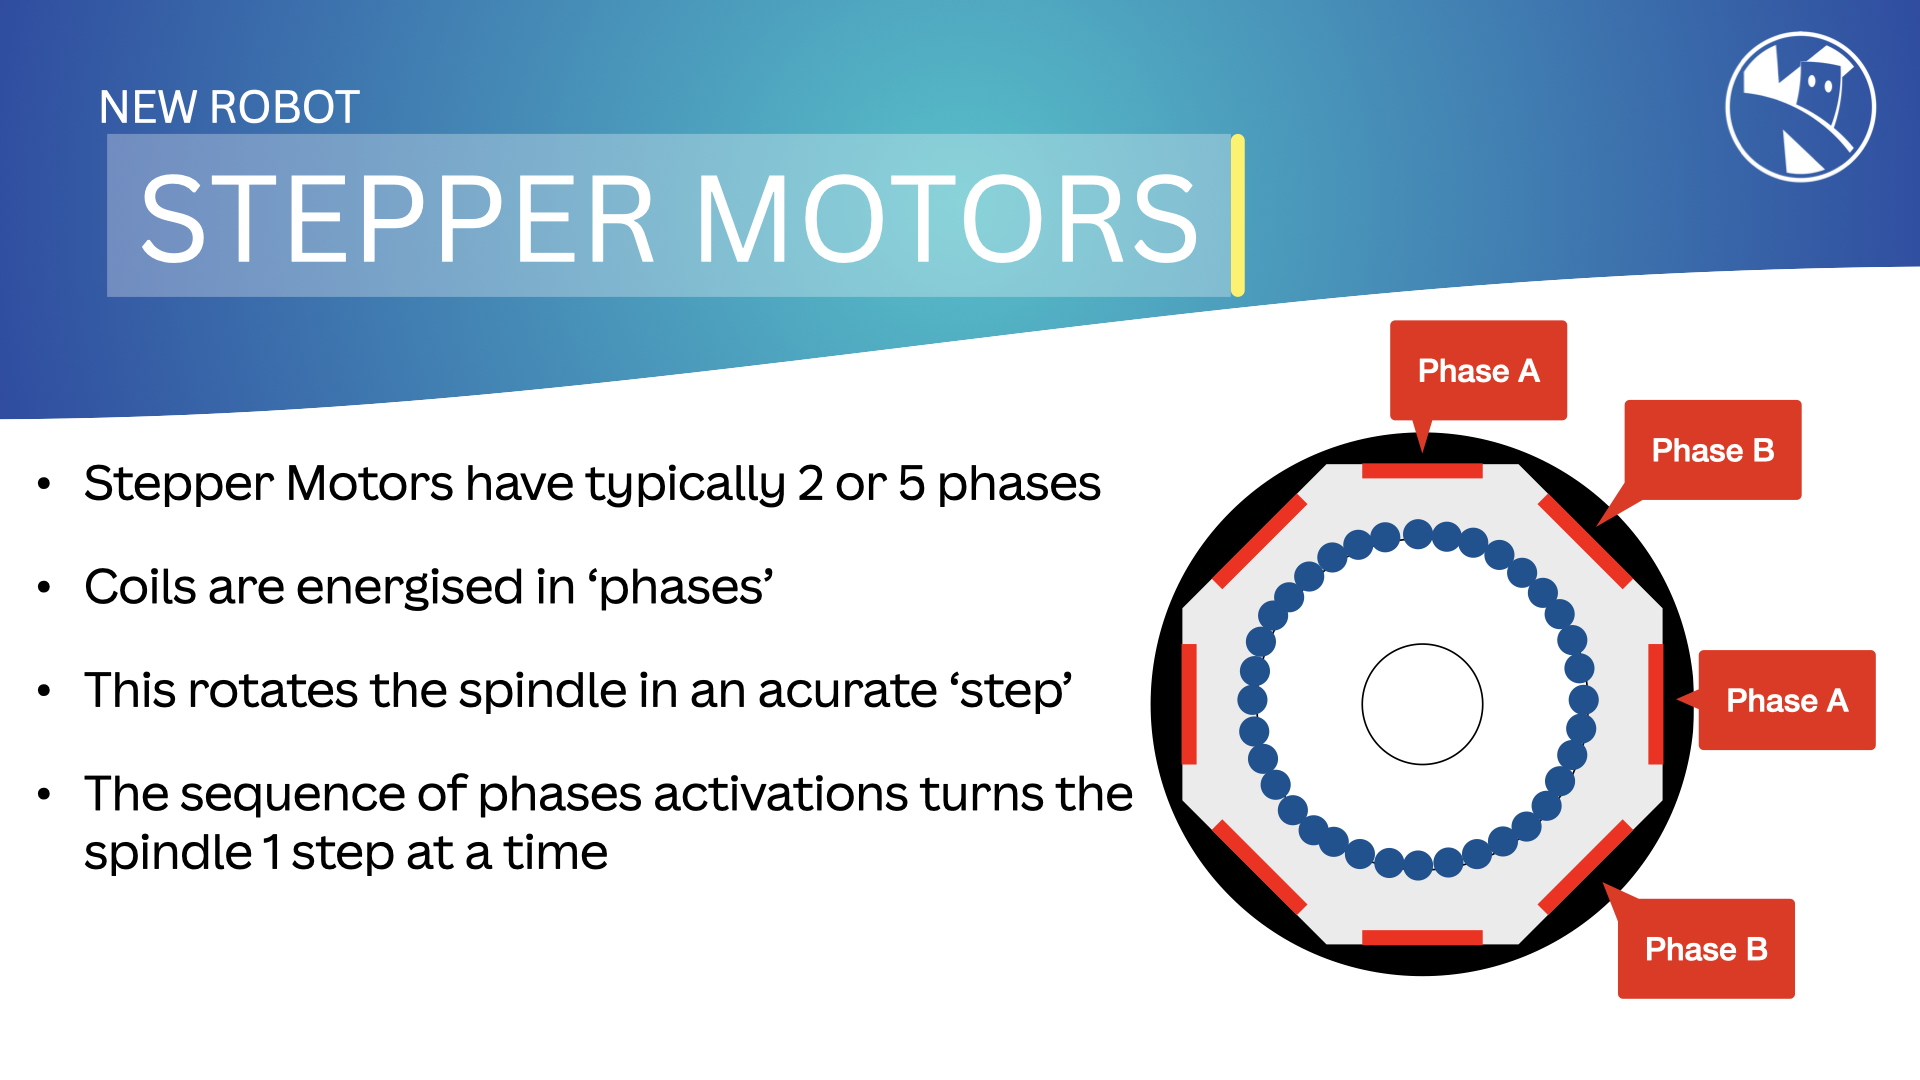 NEW ROBOT
STEPPER MOTORS
• Stepper Motors have typically 2 or 5 phases
• Coils are energised in ‘phases’
• This rotates the spindle in an acurate ‘step’
• The sequence of phases activations turns the
spindle 1 step at a time
Phase A
Phase B
Phase A
Phase B